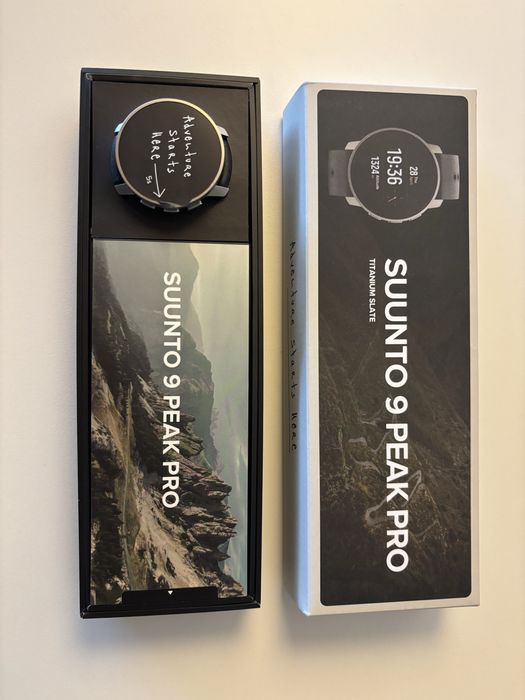 Adventure
starts
here
5s
SUUNTO 9 PEAK PRO
19:36
1324
SUUNTO 9 PEAK PRO
TITANIUM SLATE
Adventure starts here